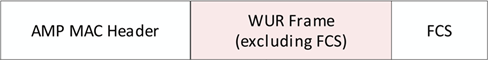 AMP MAC Header
WUR Frame
(excluding FCS)
FCS